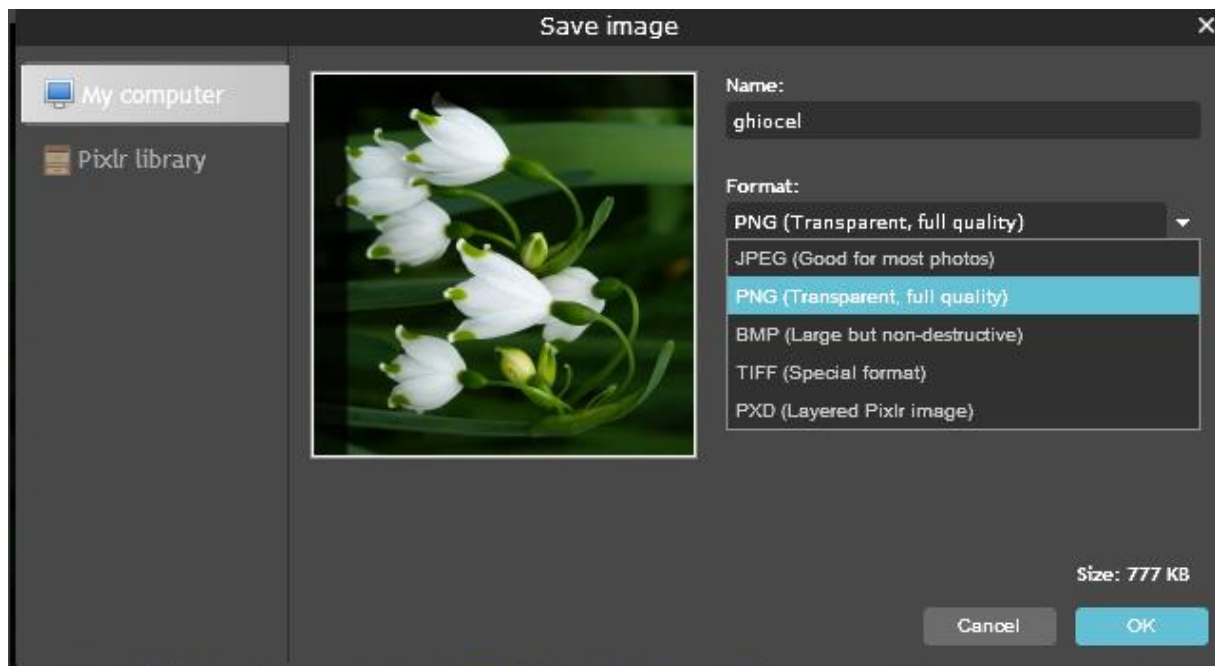 Save image
My computer
Pixlr library
Name:
ghiocel
Format:
PNG (Transparent, full quality)
JPEG (Good for most photos)
PNG (Transparent, full quality)
BMP (Large but non-destructive)
TIFF (Special format)
PXD (Layered Pixlr image)
Size: 777 KB
Cancel
OK